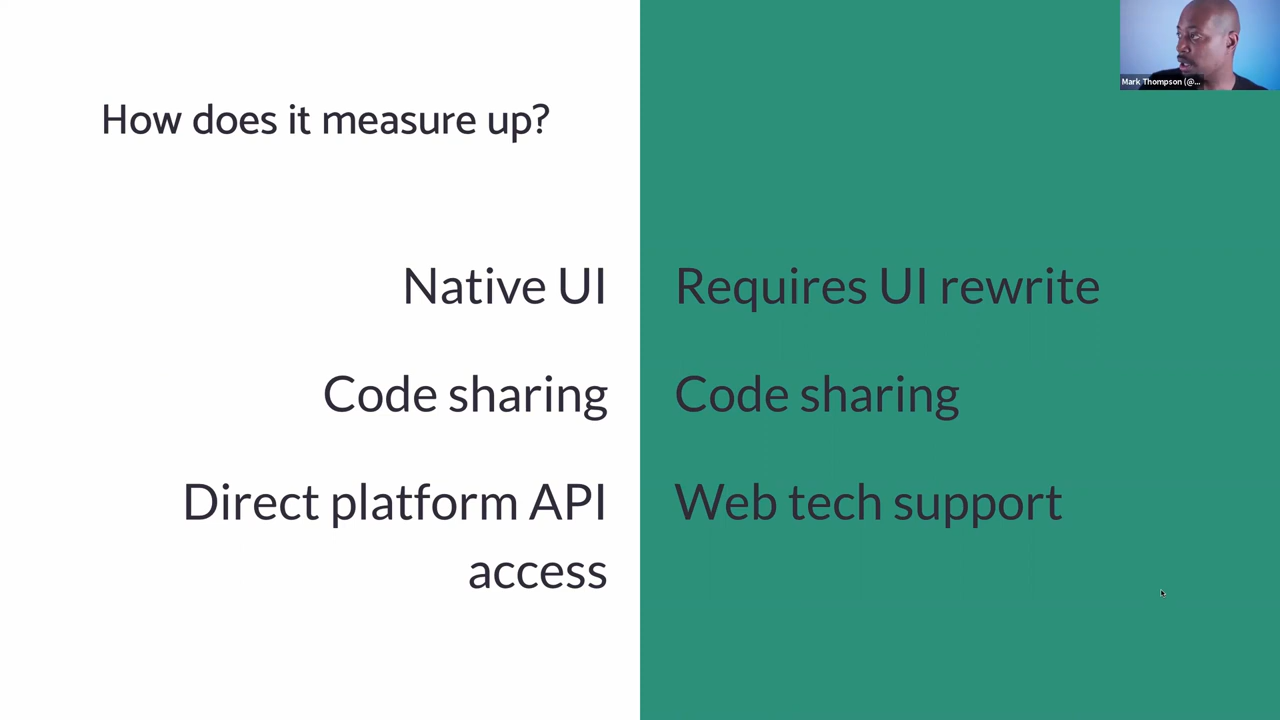 Mark Thompson (@...
How does it measure up?
Native UI
Code sharing
Direct platform API
access
Requires UI rewrite
Code sharing
Web tech support